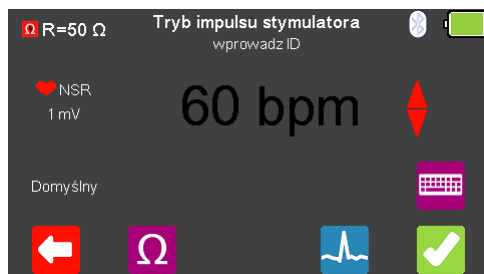 Ω R=50 Ω
Tryb impulsu stymulatora
wprowadz ID
NSR
1 mV
60 bpm
Domyślny
Ω